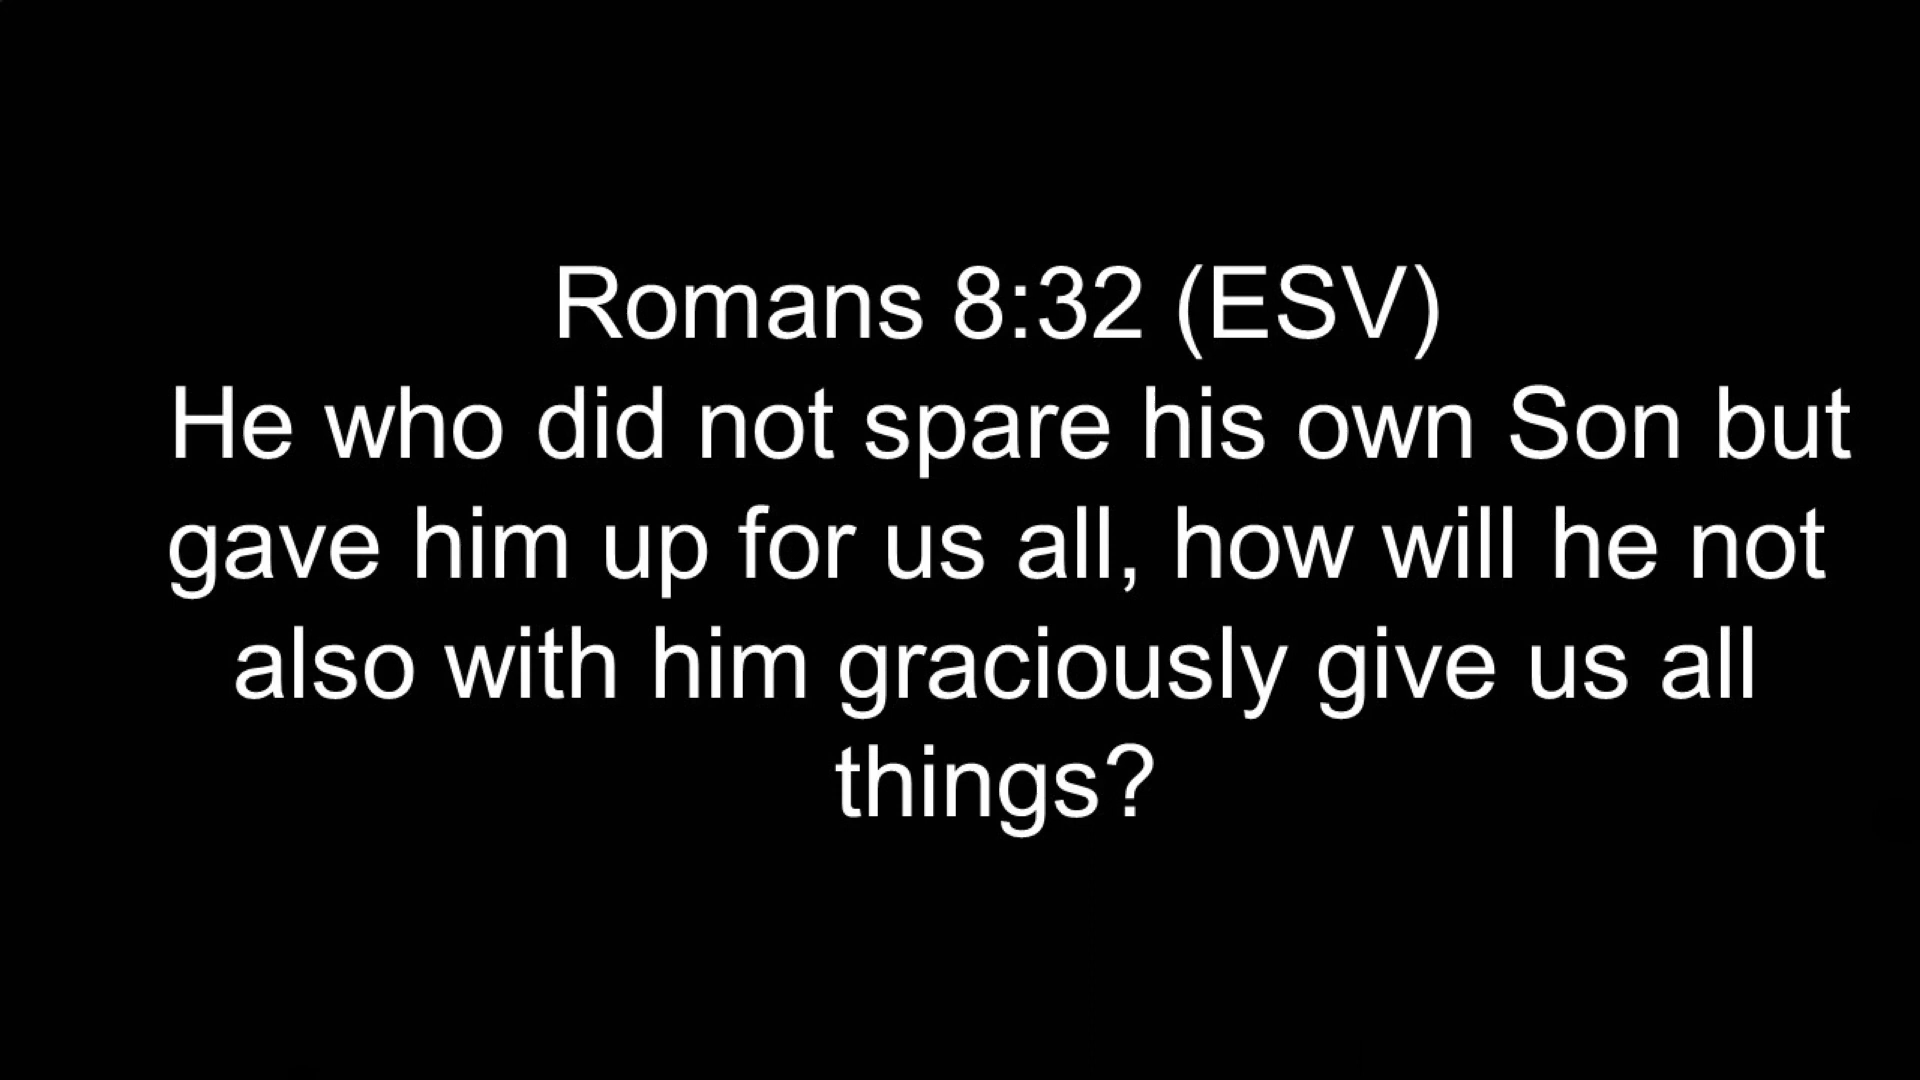 Romans 8:32 (ESV)
He who did not spare his own Son but
gave him up for us all, how will he not
also with him graciously give us all
things?